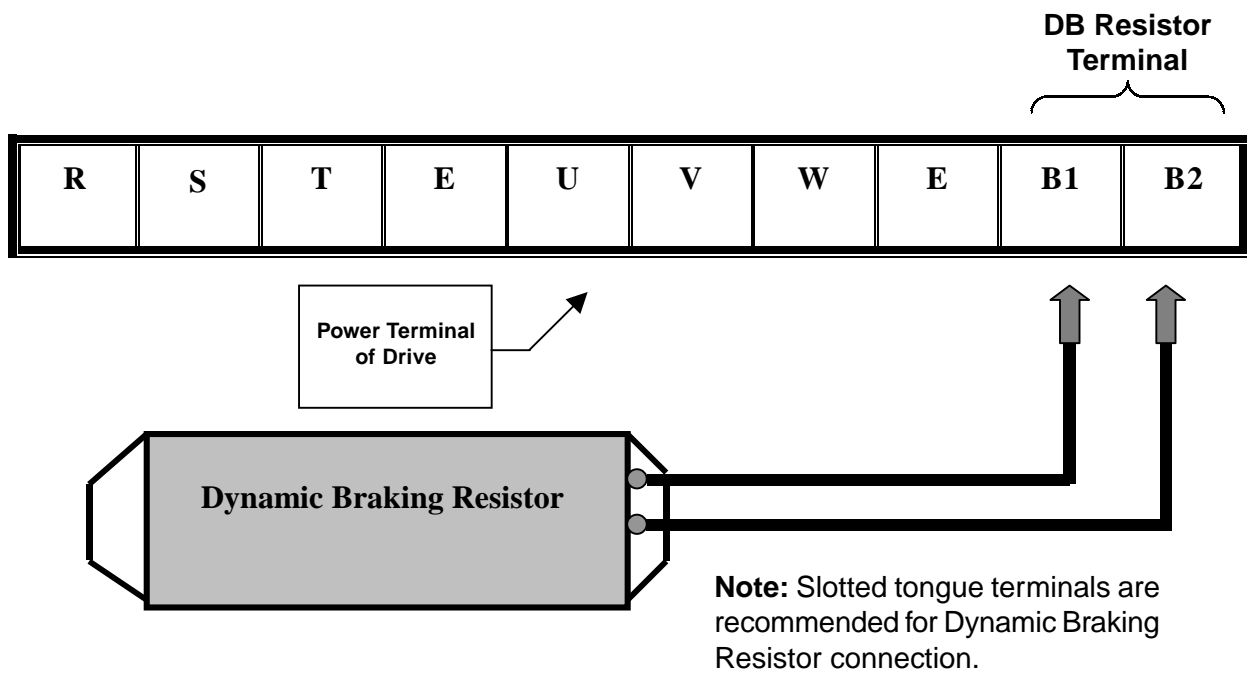 DB Resistor
Terminal
R S T E U V W E B1 B2
Power Terminal
of Drive
Dynamic Braking Resistor
Note: Slotted tongue terminals are
recommended for Dynamic Braking
Resistor connection.